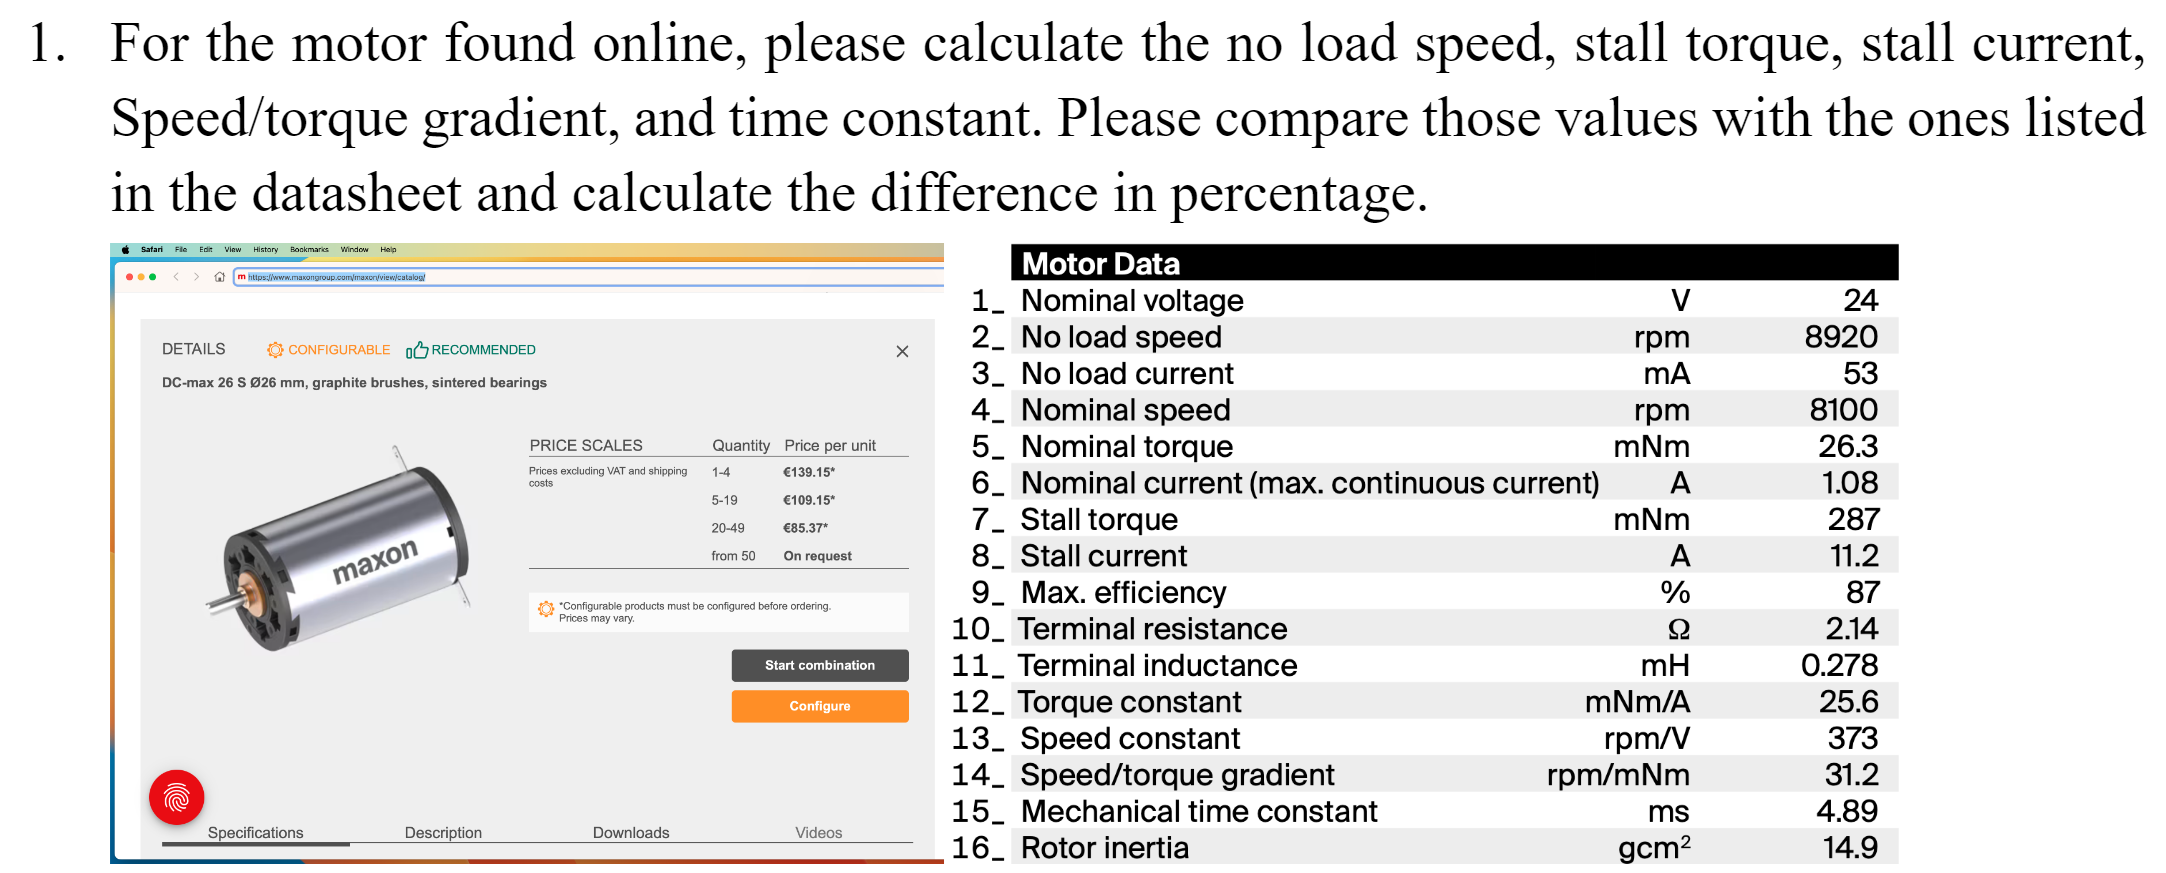 1. For the motor found online, please calculate the no load speed, stall torque, stall current,
Speed/torque gradient, and time constant. Please compare those values with the ones listed
in the datasheet and calculate the difference in percentage.
Safari File Edit View History Bookmarks Window Help
m https://www.maxongroup.com/maxon/view/catalog/
DETAILS CONFIGURABLE RECOMMENDED
DC-max 26 S Ø26 mm, graphite brushes, sintered bearings
PRICE SCALES Quantity Price per unit
Prices excluding VAT and shipping 1-4 €139.15*
costs
5-19 €109.15*
20-49 €85.37*
from 50 On request
maxon
*Configurable products must be configured before ordering.
Prices may vary.
Start combination
Configure
Specifications Description Downloads Videos
Motor Data
1_ Nominal voltage V 24
2_ No load speed rpm 8920
3_ No load current mA 53
4_ Nominal speed rpm 8100
5_ Nominal torque mNm 26.3
6_ Nominal current (max. continuous current) A 1.08
7_ Stall torque mNm 287
8_ Stall current A 11.2
9_ Max. efficiency % 87
10_ Terminal resistance Ω 2.14
11_ Terminal inductance mH 0.278
12_ Torque constant mNm/A 25.6
13_ Speed constant rpm/V 373
14_ Speed/torque gradient rpm/mNm 31.2
15_ Mechanical time constant ms 4.89
16_ Rotor inertia gcm² 14.9